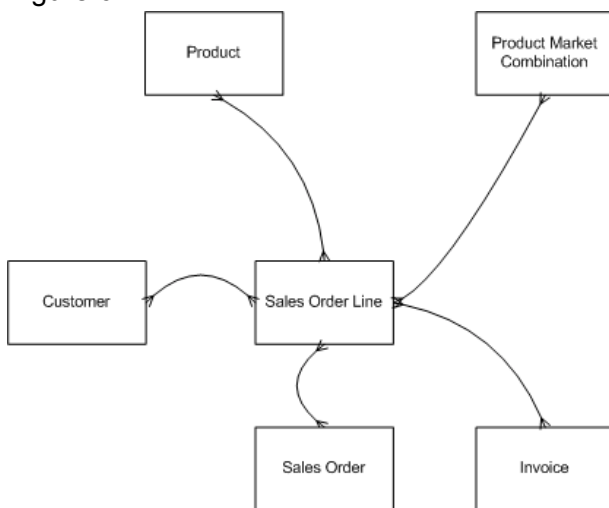 Product
Product Market
Combination
Customer
Sales Order Line
Sales Order
Invoice